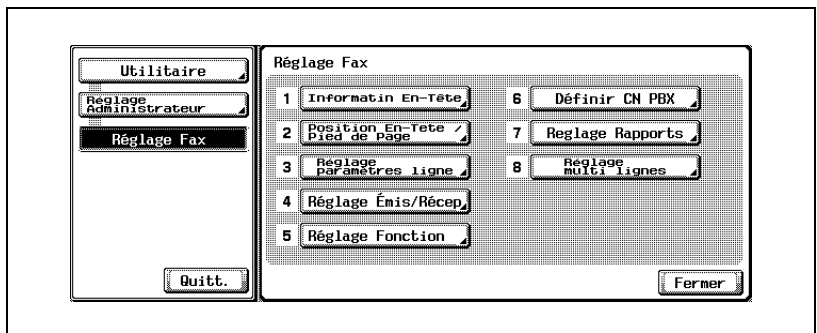 Utilitaire
Réglage
Administrateur
Réglage Fax
Quitt.
Réglage Fax
1 Informatin En-Tête
2 Position En-Tete /
Pied de Page
3 Réglage
paramètres ligne
4 Réglage Émis/Récep
5 Réglage Fonction
6 Définir CN PBX
7 Reglage Rapports
8 Réglage
multi lignes
Fermer